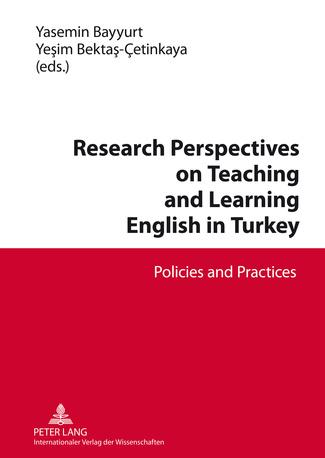 Yasemin Bayyurt
Yeşim Bektaş-Çetinkaya
(eds.)
Research Perspectives
on Teaching
and Learning
English in Turkey
Policies and Practices
PETER LANG
Internationaler Verlag der Wissenschaften